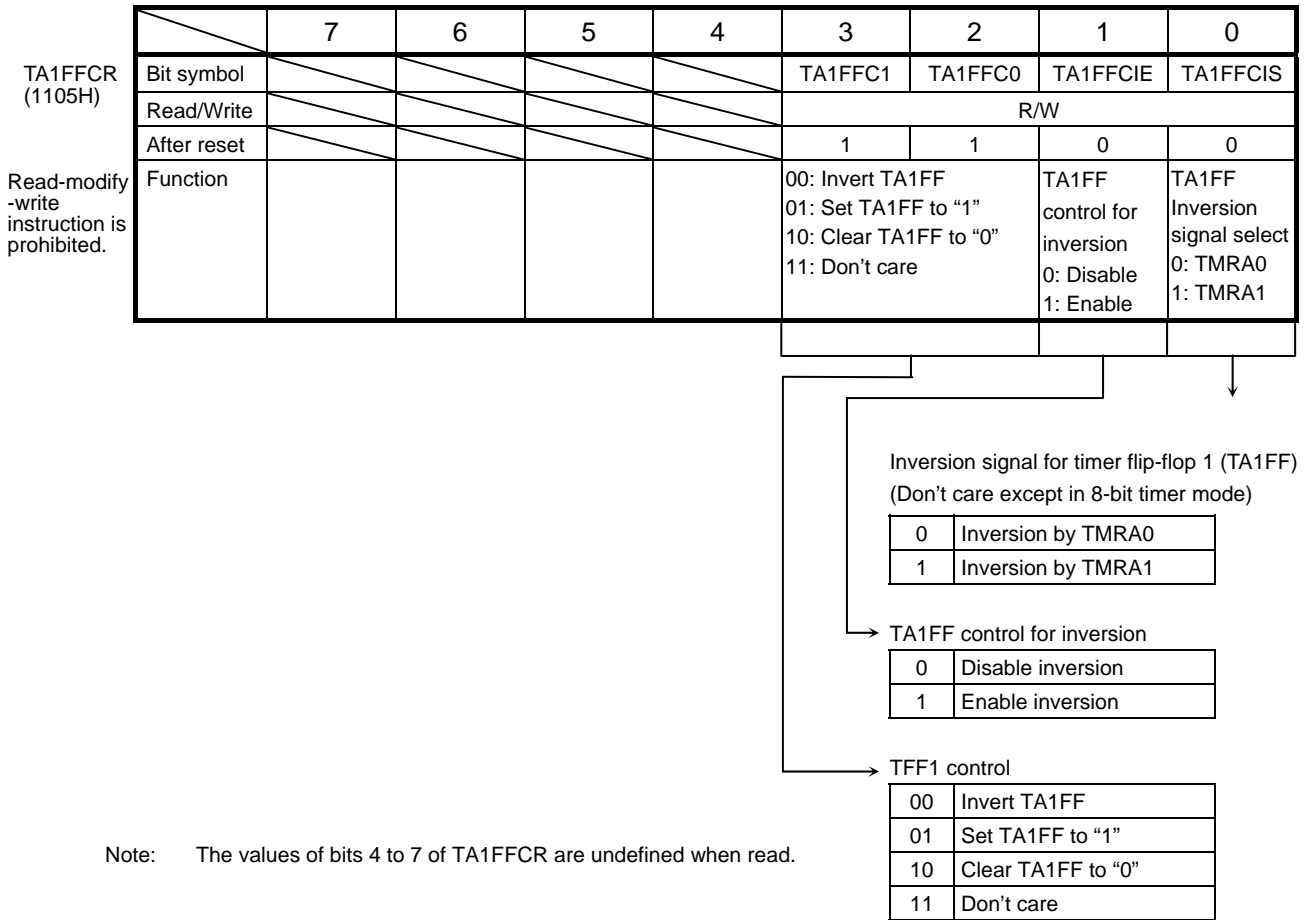 7 6 5 4 3 2 1 0
TA1FFCR
(1105H)
Bit symbol TA1FFC1 TA1FFC0 TA1FFCIE TA1FFCIS
Read/Write R/W
After reset 1 1 0 0
Read-modify
-write
instruction is
prohibited.
Function
00: Invert TA1FF
01: Set TA1FF to “1”
10: Clear TA1FF to “0”
11: Don’t care
TA1FF
control for
inversion
0: Disable
1: Enable
TA1FF
Inversion
signal select
0: TMRA0
1: TMRA1
Inversion signal for timer flip-flop 1 (TA1FF)
(Don’t care except in 8-bit timer mode)
0 Inversion by TMRA0
1 Inversion by TMRA1
TA1FF control for inversion
0 Disable inversion
1 Enable inversion
TFF1 control
00 Invert TA1FF
01 Set TA1FF to “1”
10 Clear TA1FF to “0”
11 Don’t care
Note: The values of bits 4 to 7 of TA1FFCR are undefined when read.